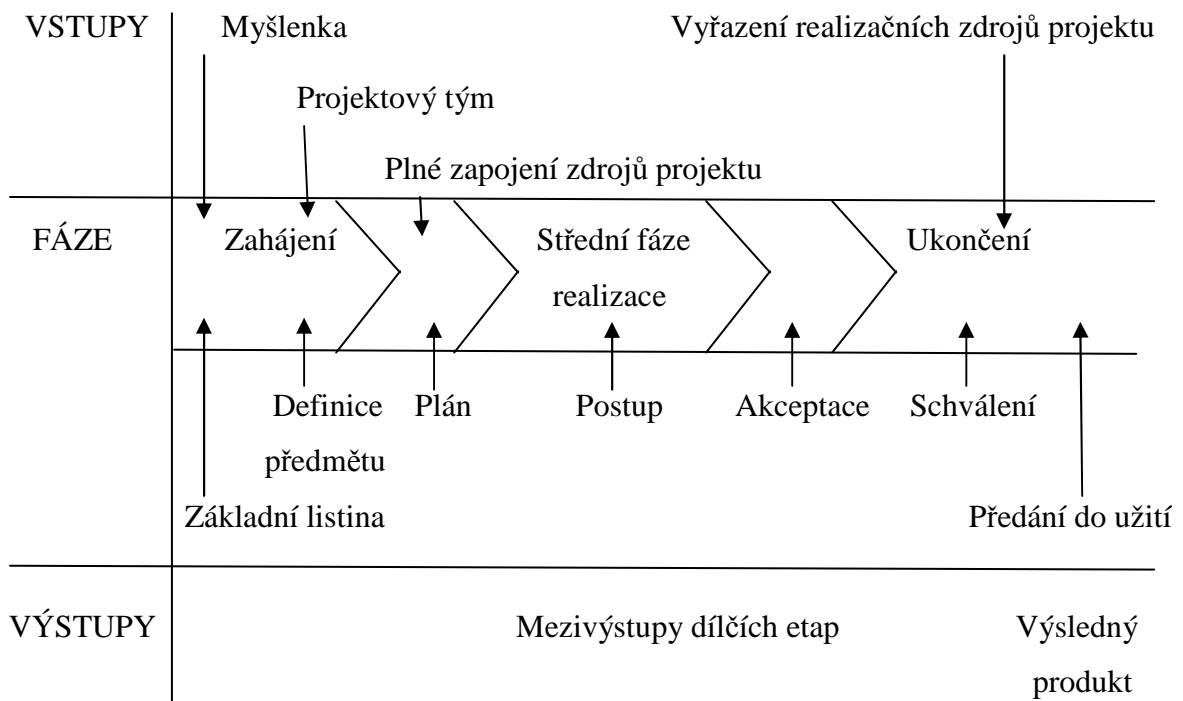 VSTUPY
Myšlenka
Vyřazení realizačních zdrojů projektu
Projektový tým
Plné zapojení zdrojů projektu
FÁZE
Zahájení
Střední fáze
realizace
Ukončení
Definice
předmětu
Plán
Postup
Akceptace
Schválení
Základní listina
Předání do užití
VÝSTUPY
Mezivýstupy dílčích etap
Výsledný
produkt